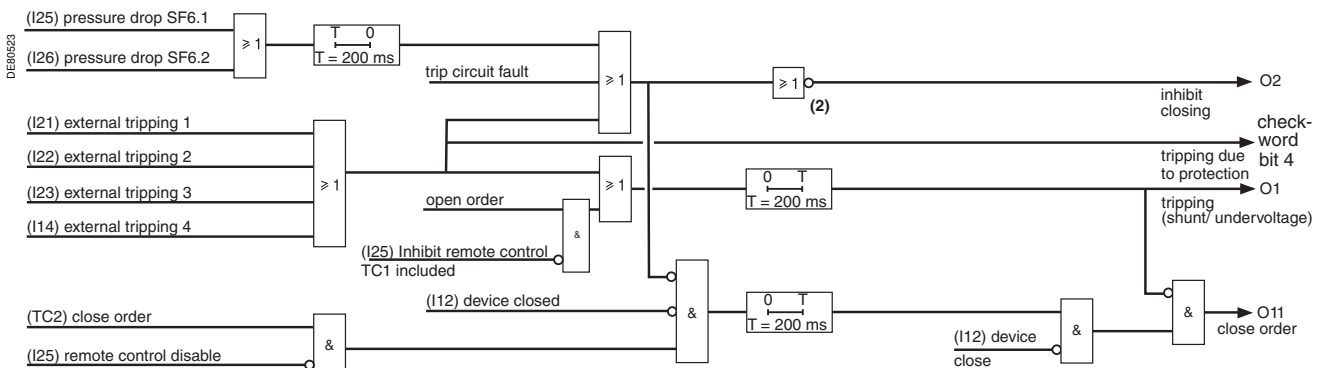 DE80523
(I25) pressure drop SF6.1
(I26) pressure drop SF6.2
⩾ 1
T 0
T = 200 ms
trip circuit fault
⩾ 1
⩾ 1
(2)
O2
inhibit
closing
(I21) external tripping 1
(I22) external tripping 2
(I23) external tripping 3
(I14) external tripping 4
⩾ 1
check-
word
bit 4
tripping due
to protection
⩾ 1
0 T
T = 200 ms
O1
tripping
(shunt/ undervoltage)
open order
&
(I25) Inhibit remote control
TC1 included
(I12) device closed
&
0 T
T = 200 ms
(TC2) close order
(I25) remote control disable
&
(I12) device
close
&
&
O11
close order